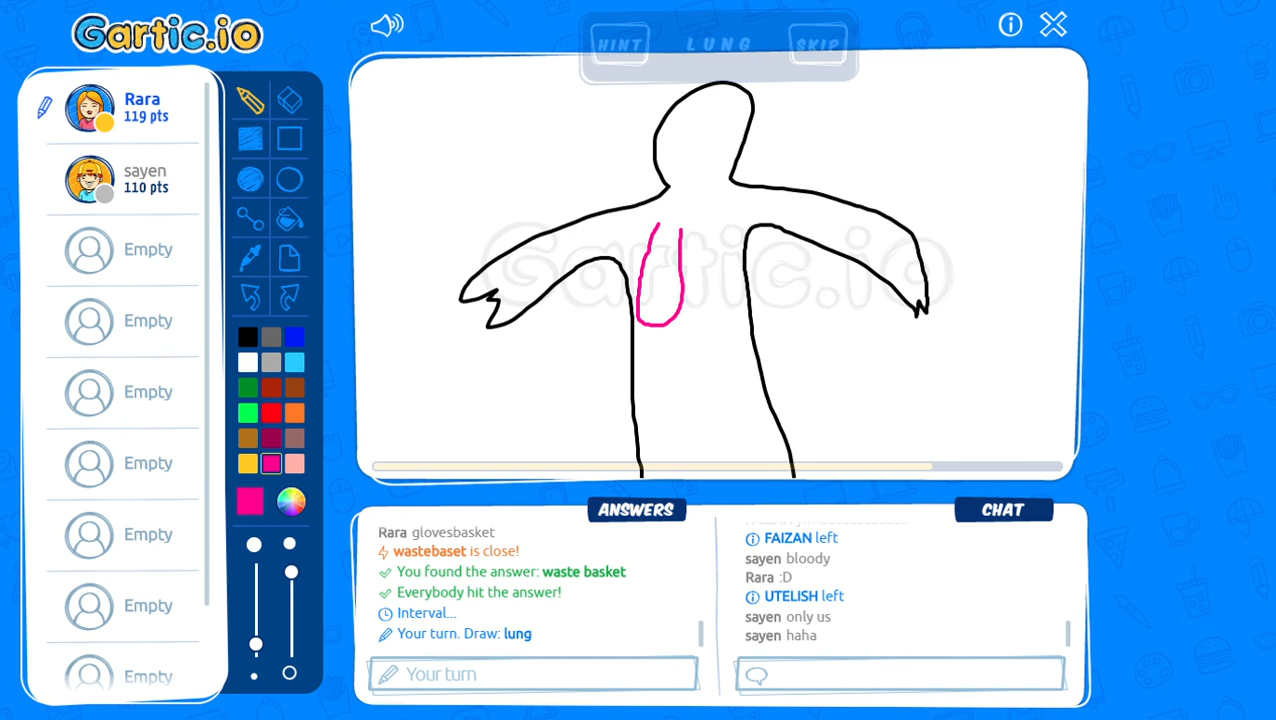 Gartic.io
HINT LUNG SKIP
Rara
119 pts
sayen
110 pts
Empty
Empty
Empty
Empty
Empty
Empty
Empty
Gartic.io
ANSWERS
Rara glovesbasket
wastebaset is close!
You found the answer: waste basket
Everybody hit the answer!
Interval...
Your turn. Draw: lung
Your turn
CHAT
FAIZAN left
sayen bloody
Rara :D
UTELISH left
sayen only us
sayen haha